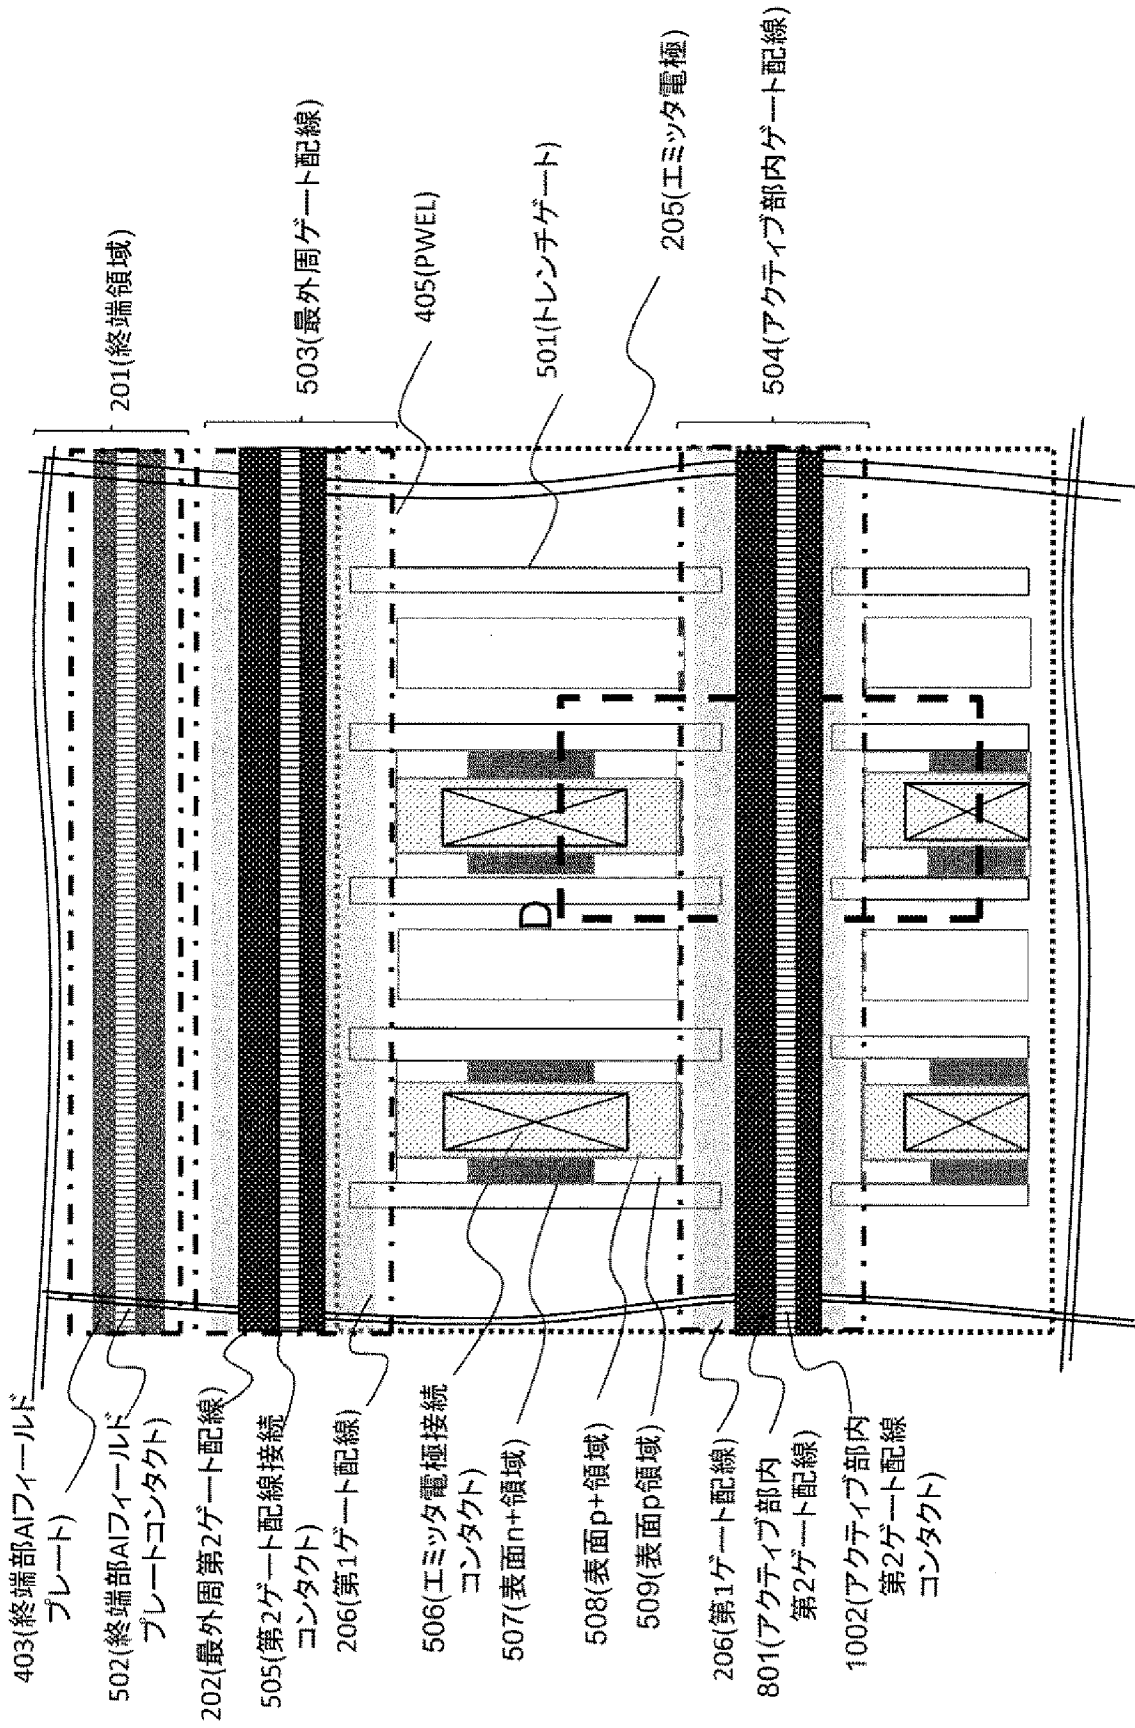 201(終端領域)
503(最外周ゲート配線)
405(PWEL)
501(トレンチゲート)
205(エミッタ電極)
504(アクティブ部内ゲート配線)
D
403(終端部Alフィールド
プレート)
502(終端部Alフィールド
プレートコンタクト)
202(最外周第2ゲート配線)
505(第2ゲート配線接続
コンタクト)
206(第1ゲート配線)
506(エミッタ電極接続
コンタクト)
507(表面n+領域)
508(表面p+領域)
509(表面p領域)
206(第1ゲート配線)
801(アクティブ部内
第2ゲート配線)
1002(アクティブ部内
第2ゲート配線
コンタクト)